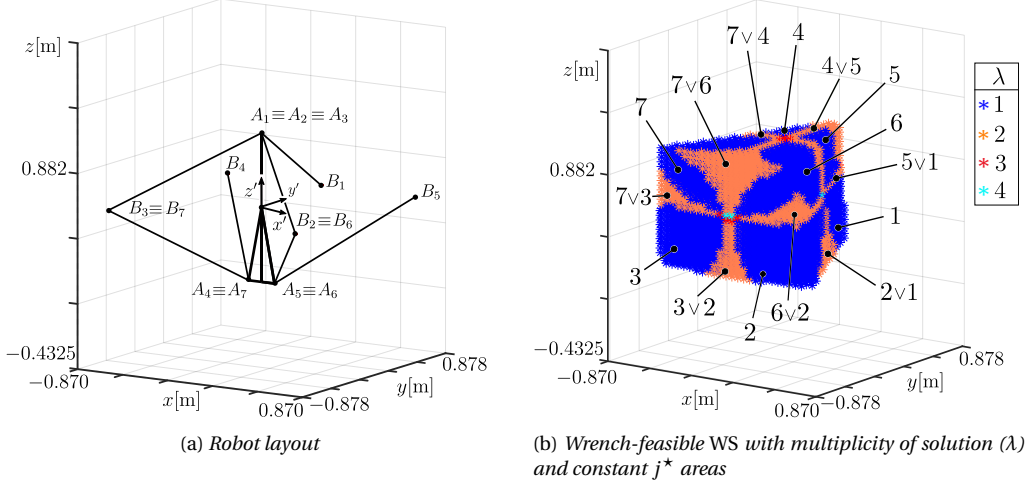 z[m]
0.882
−0.4325
−0.870
x[m]
0.870
−0.878
y[m]
0.878
A₁≡A₂≡A₃
B₄
B₁
B₅
z′
y′
x′
B₃≡B₇
B₂≡B₆
A₄≡A₇
A₅≡A₆
(a) Robot layout
z[m]
0.882
−0.4325
−0.870
x[m]
0.870
−0.878
y[m]
0.878
7∨4
4
4∨5
5
7∨6
7
6
5∨1
7∨3
1
3
3∨2
2
6∨2
2∨1
λ
* 1
* 2
* 3
* 4
(b) Wrench-feasible WS with multiplicity of solution (λ)
and constant j⋆ areas